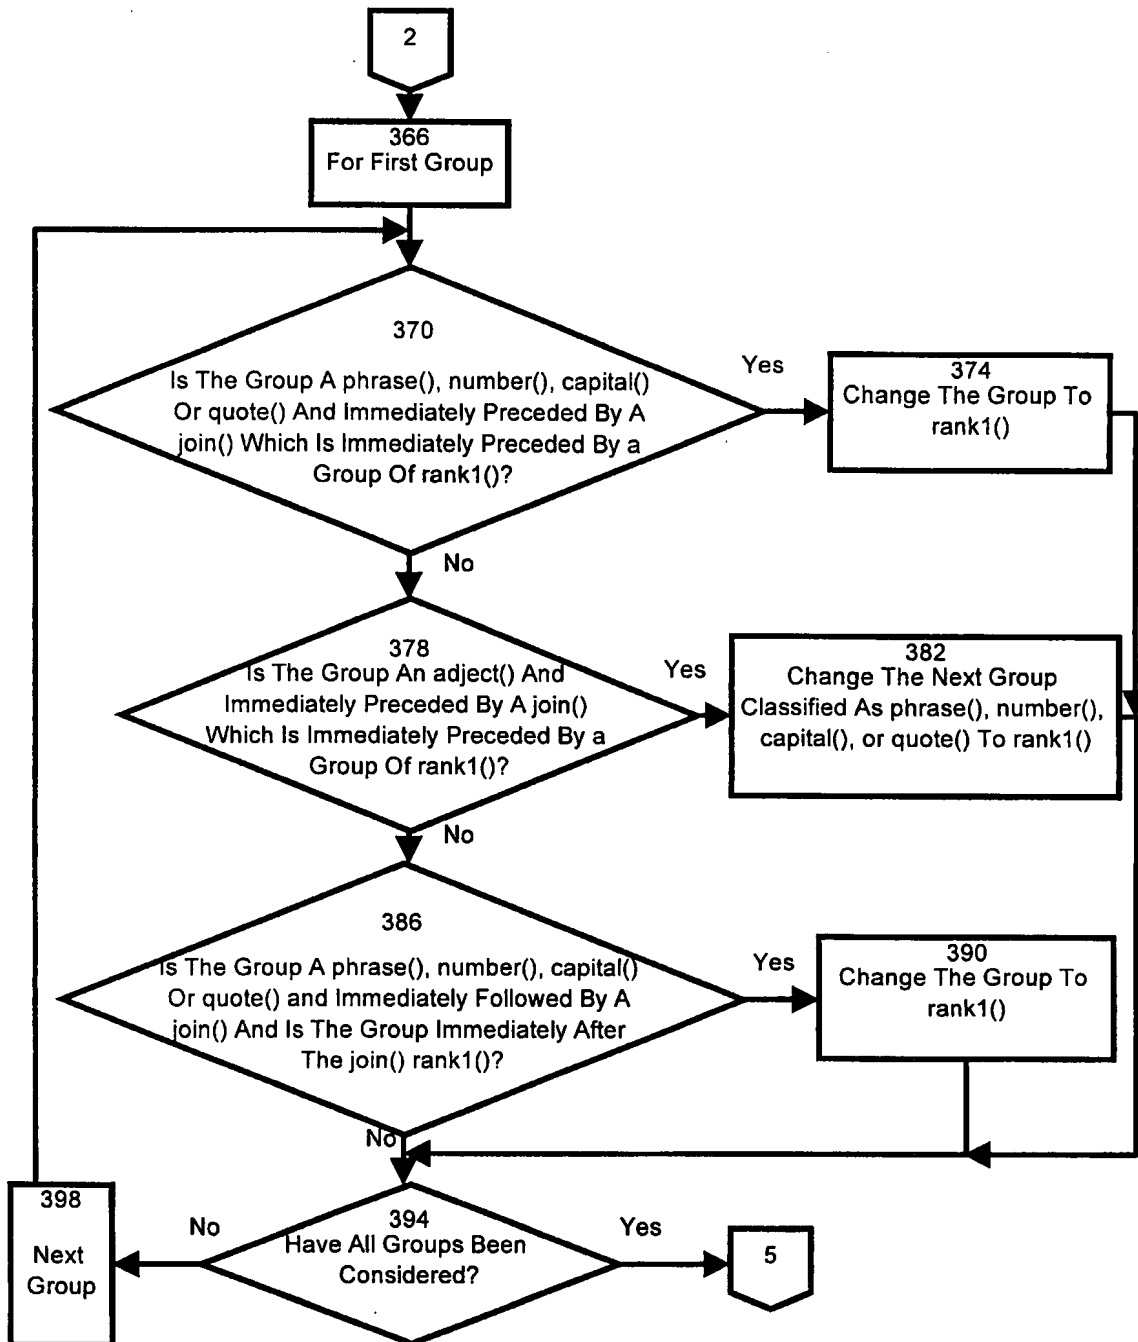 2
366
For First Group
370
Is The Group A phrase(), number(), capital()
Or quote() And Immediately Preceded By A
join() Which Is Immediately Preceded By a
Group Of rank1()?
Yes
374
Change The Group To
rank1()
No
378
Is The Group An adject() And
Immediately Preceded By A join()
Which Is Immediately Preceded By a
Group Of rank1()?
Yes
382
Change The Next Group
Classified As phrase(), number(),
capital(), or quote() To rank1()
No
386
Is The Group A phrase(), number(), capital()
Or quote() and Immediately Followed By A
join() And Is The Group Immediately After
The join() rank1()?
Yes
390
Change The Group To
rank1()
No
394
Have All Groups Been
Considered?
Yes
5
No
398
Next
Group